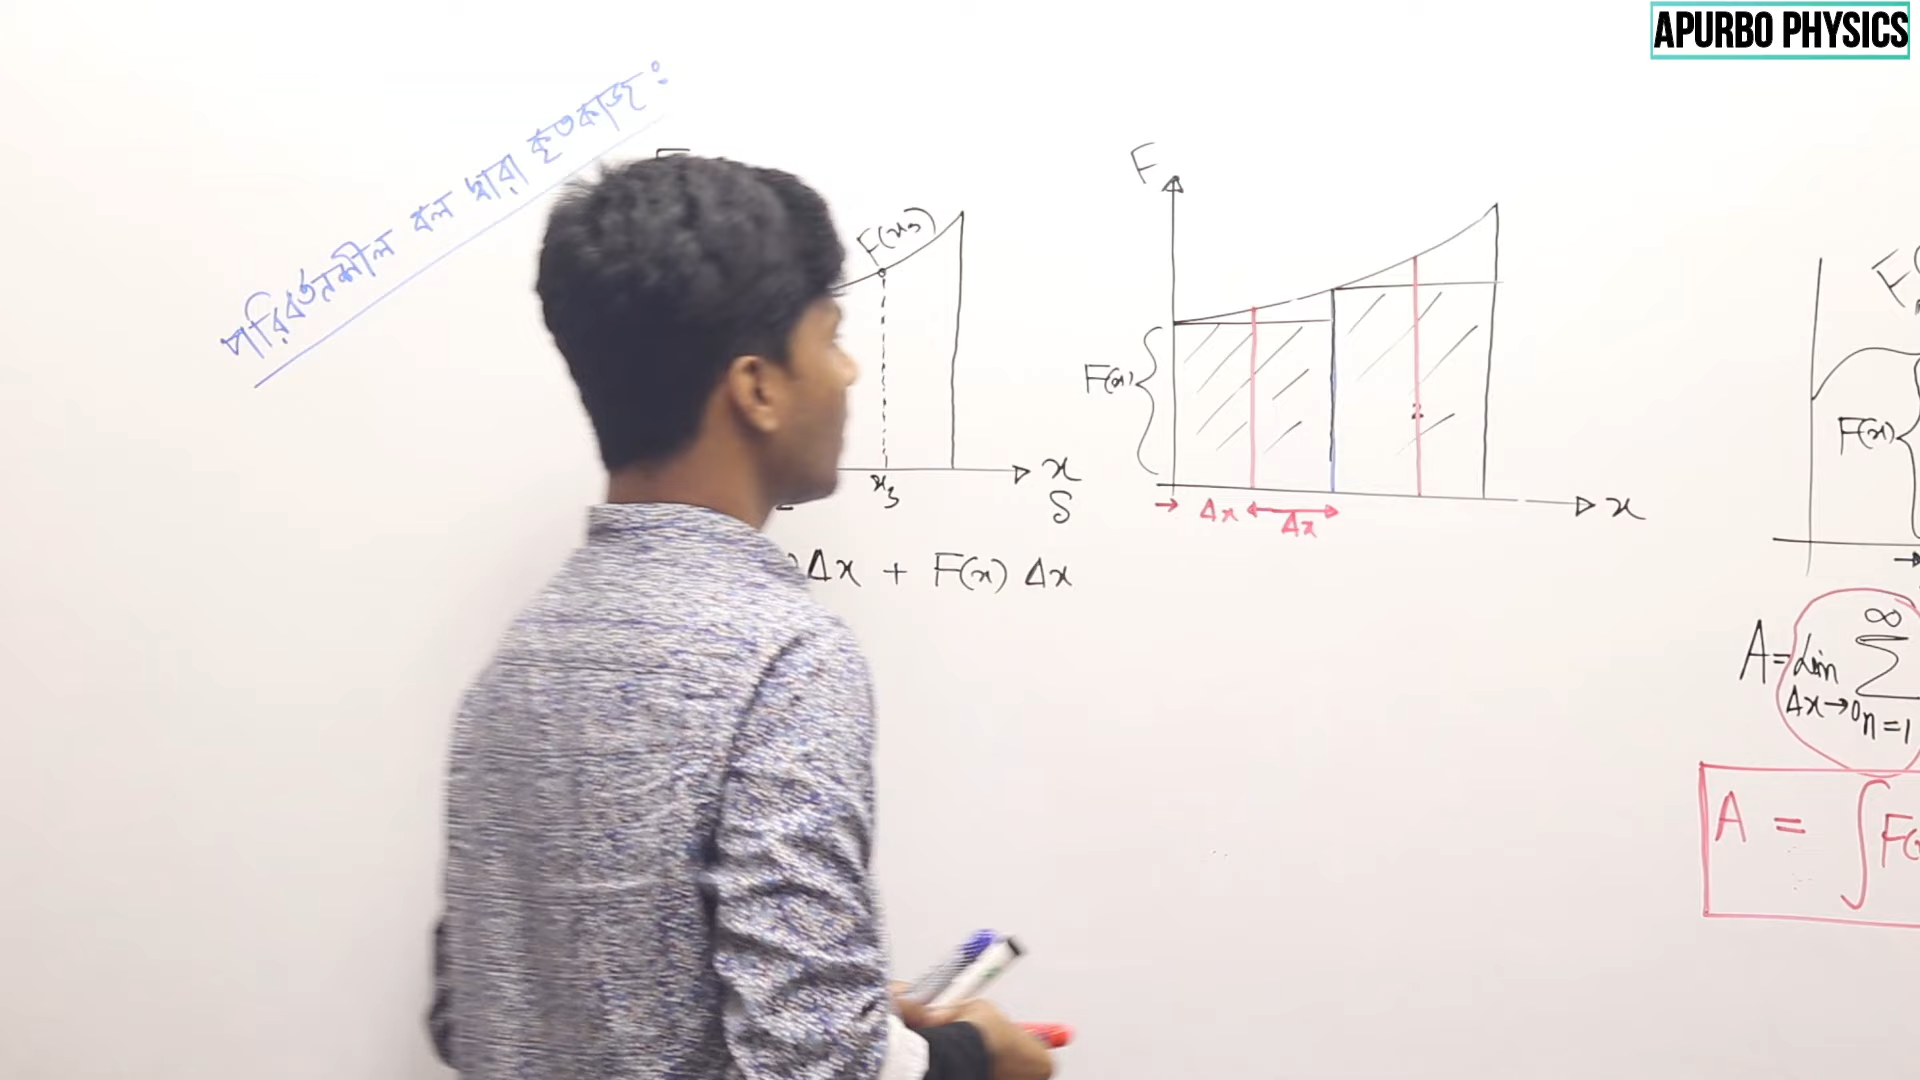 APURBO PHYSICS
পরিবর্তনশীল বল দ্বারা কৃতকাজ :
F(x₃)
x₃
x
S
Δx + F(x) Δx
F
F(x)
Δx Δx
x
F(x)
A = Lim ∑
∞
Δx→0 n=1
A = ∫ F(